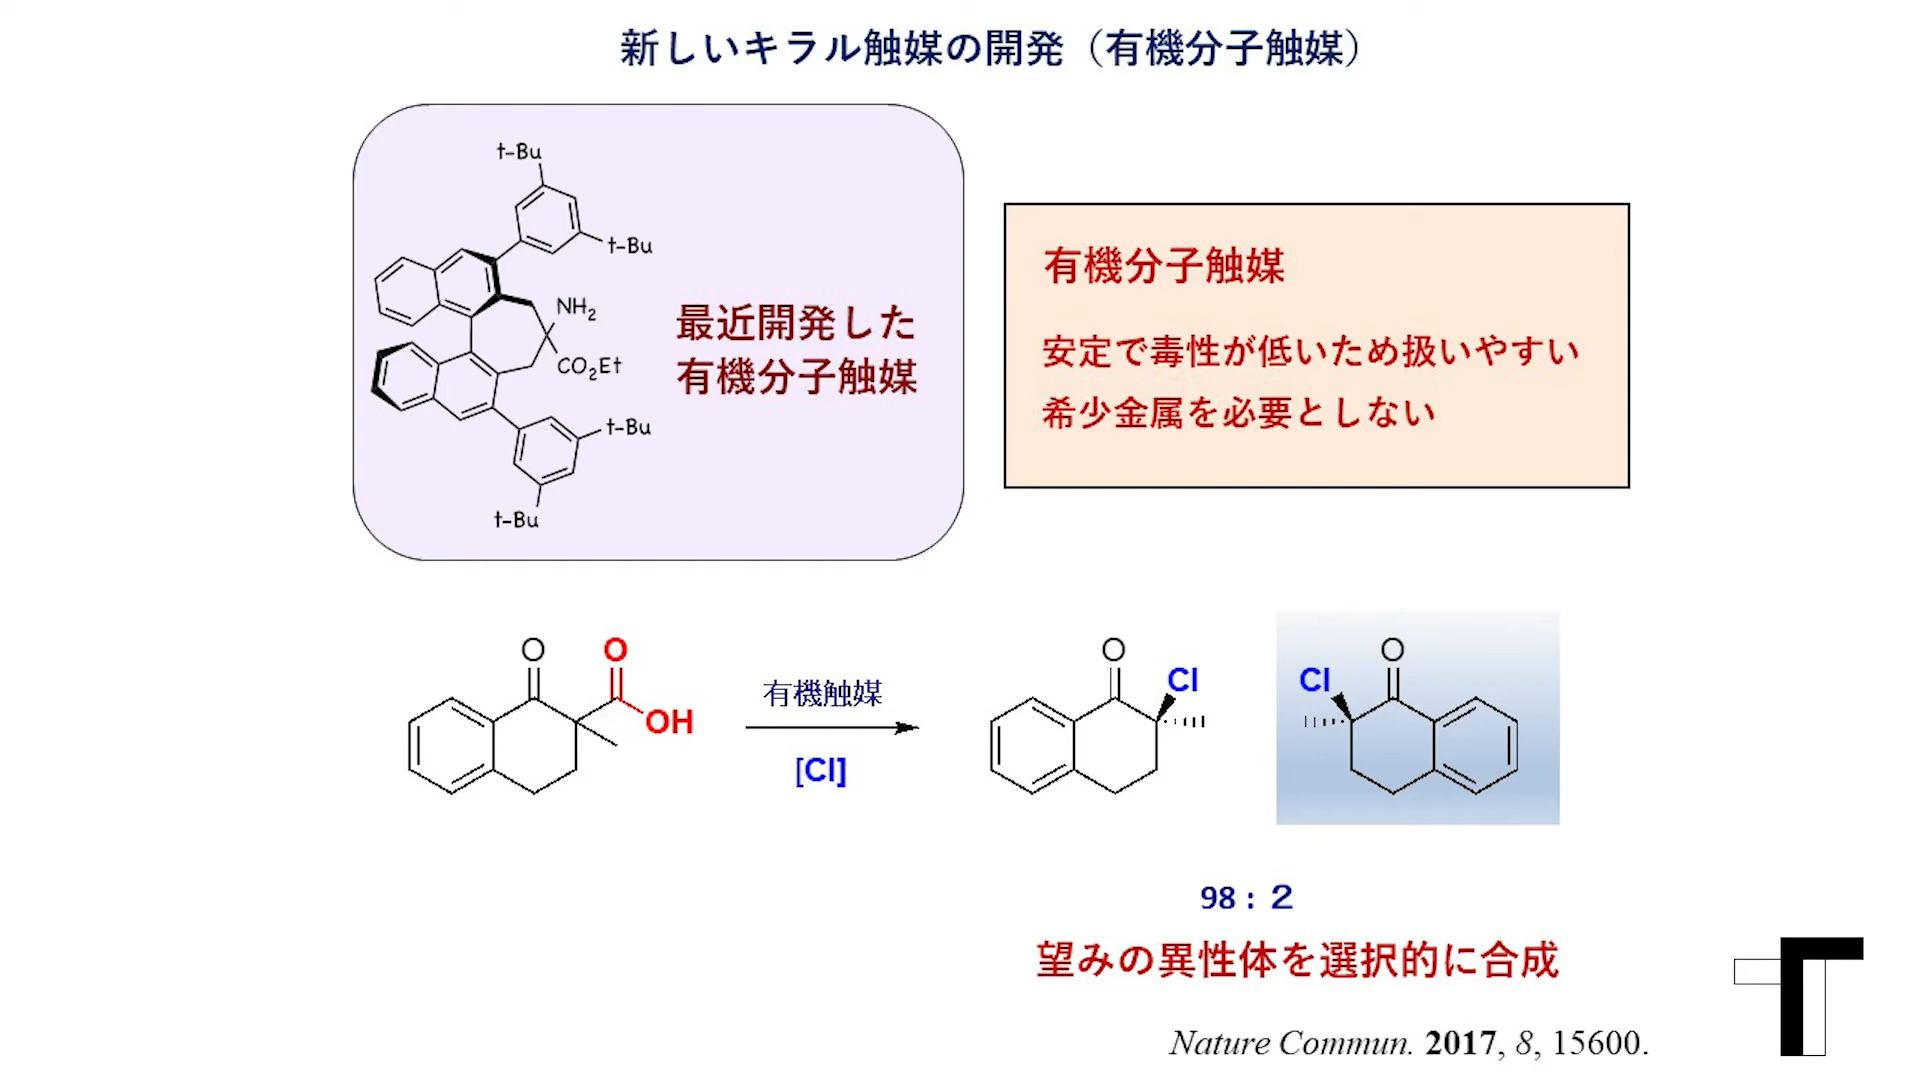 新しいキラル触媒の開発（有機分子触媒）
t-Bu
t-Bu
NH2
CO2Et
t-Bu
t-Bu
最近開発した
有機分子触媒
有機分子触媒
安定で毒性が低いため扱いやすい
希少金属を必要としない
O
O
OH
有機触媒
[Cl]
O
Cl
Cl
O
98 : 2
望みの異性体を選択的に合成
Nature Commun. 2017, 8, 15600.